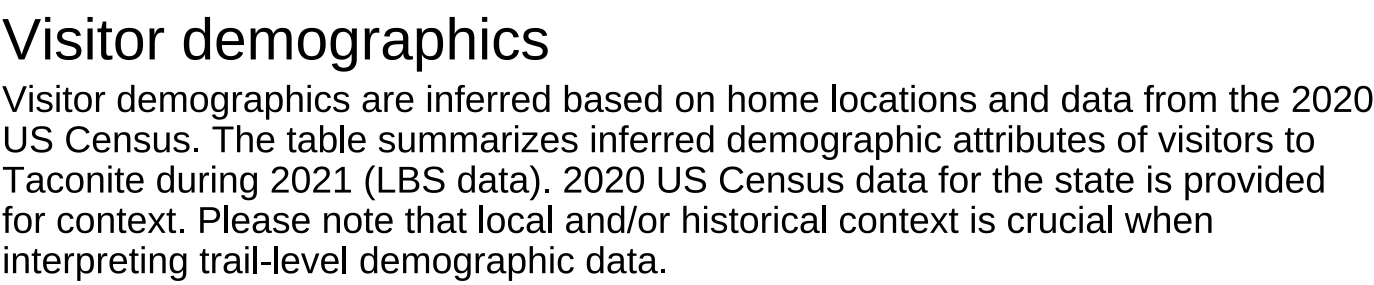 Visitor demographics
Visitor demographics are inferred based on home locations and data from the 2020
US Census. The table summarizes inferred demographic attributes of visitors to
Taconite during 2021 (LBS data). 2020 US Census data for the state is provided
for context. Please note that local and/or historical context is crucial when
interpreting trail-level demographic data.